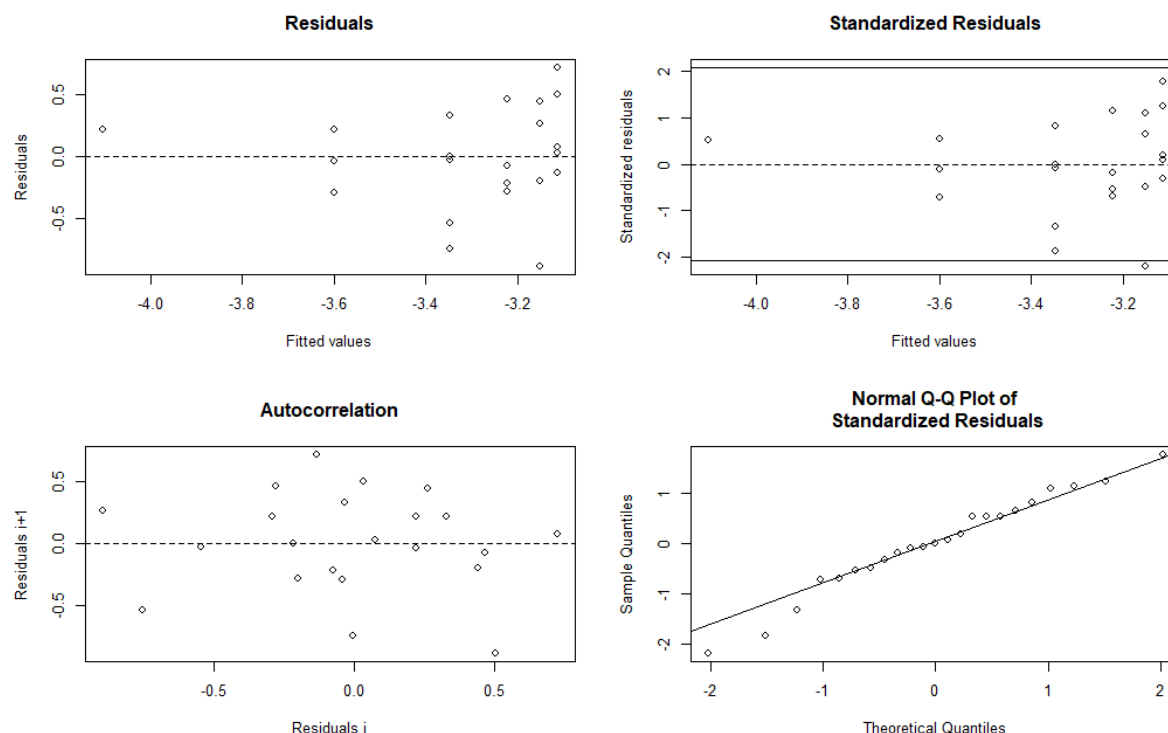 Residuals
Residuals
0.5
0.0
-0.5
-4.0
-3.8
-3.6
-3.4
-3.2
Fitted values
Standardized Residuals
Standardized residuals
2
1
0
-1
-2
-4.0
-3.8
-3.6
-3.4
-3.2
Fitted values
Autocorrelation
Residuals i+1
0.5
0.0
-0.5
-0.5
0.0
0.5
Residuals i
Normal Q-Q Plot of
Standardized Residuals
Sample Quantiles
1
0
-1
-2
-2
-1
0
1
2
Theoretical Quantiles